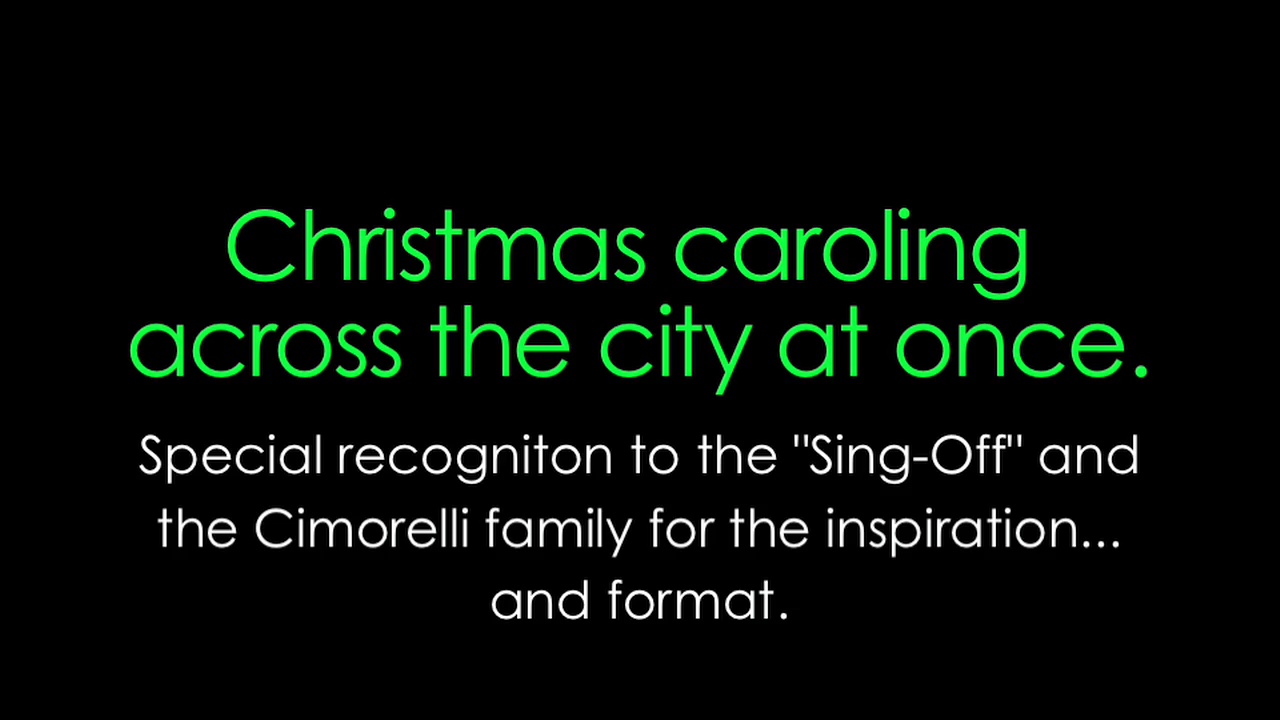 Christmas caroling
across the city at once.
Special recogniton to the "Sing-Off" and
the Cimorelli family for the inspiration...
and format.